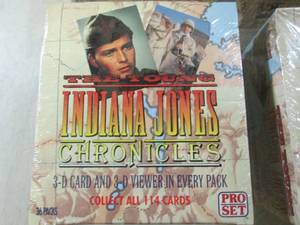 THE YOUNG
INDIANA JONES
CHRONICLES
3-D CARD AND 3-D VIEWER IN EVERY PACK
COLLECT ALL 114 CARDS
36 PACKS
PRO
SET